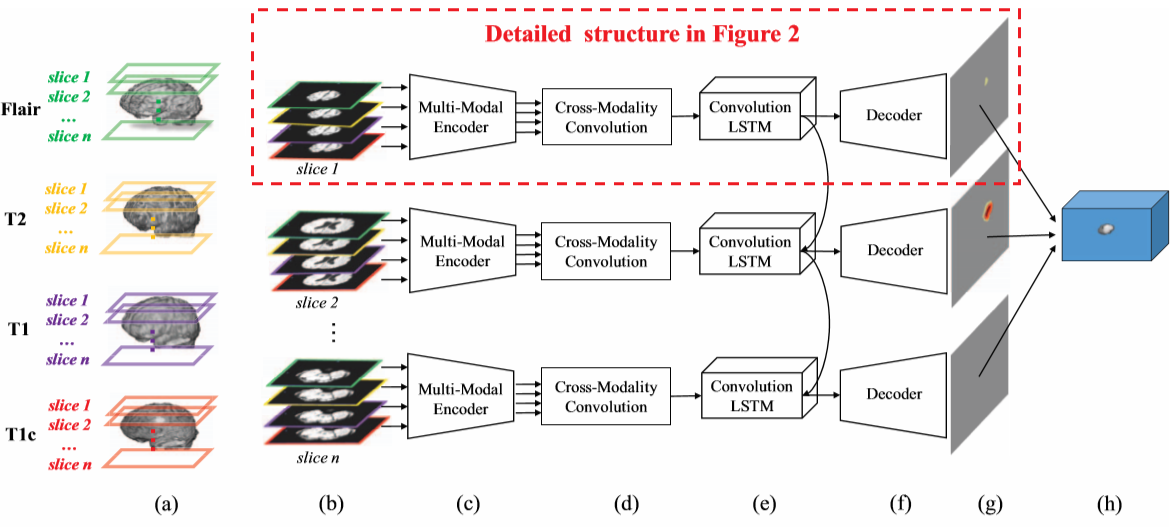 Detailed structure in Figure 2
Flair
slice 1
slice 2
...
slice n
T2
slice 1
slice 2
...
slice n
T1
slice 1
slice 2
...
slice n
T1c
slice 1
slice 2
...
slice n
slice 1
Multi-Modal
Encoder
Cross-Modality
Convolution
Convolution
LSTM
Decoder
slice 2
Multi-Modal
Encoder
Cross-Modality
Convolution
Convolution
LSTM
Decoder
...
slice n
Multi-Modal
Encoder
Cross-Modality
Convolution
Convolution
LSTM
Decoder
(a)
(b)
(c)
(d)
(e)
(f)
(g)
(h)